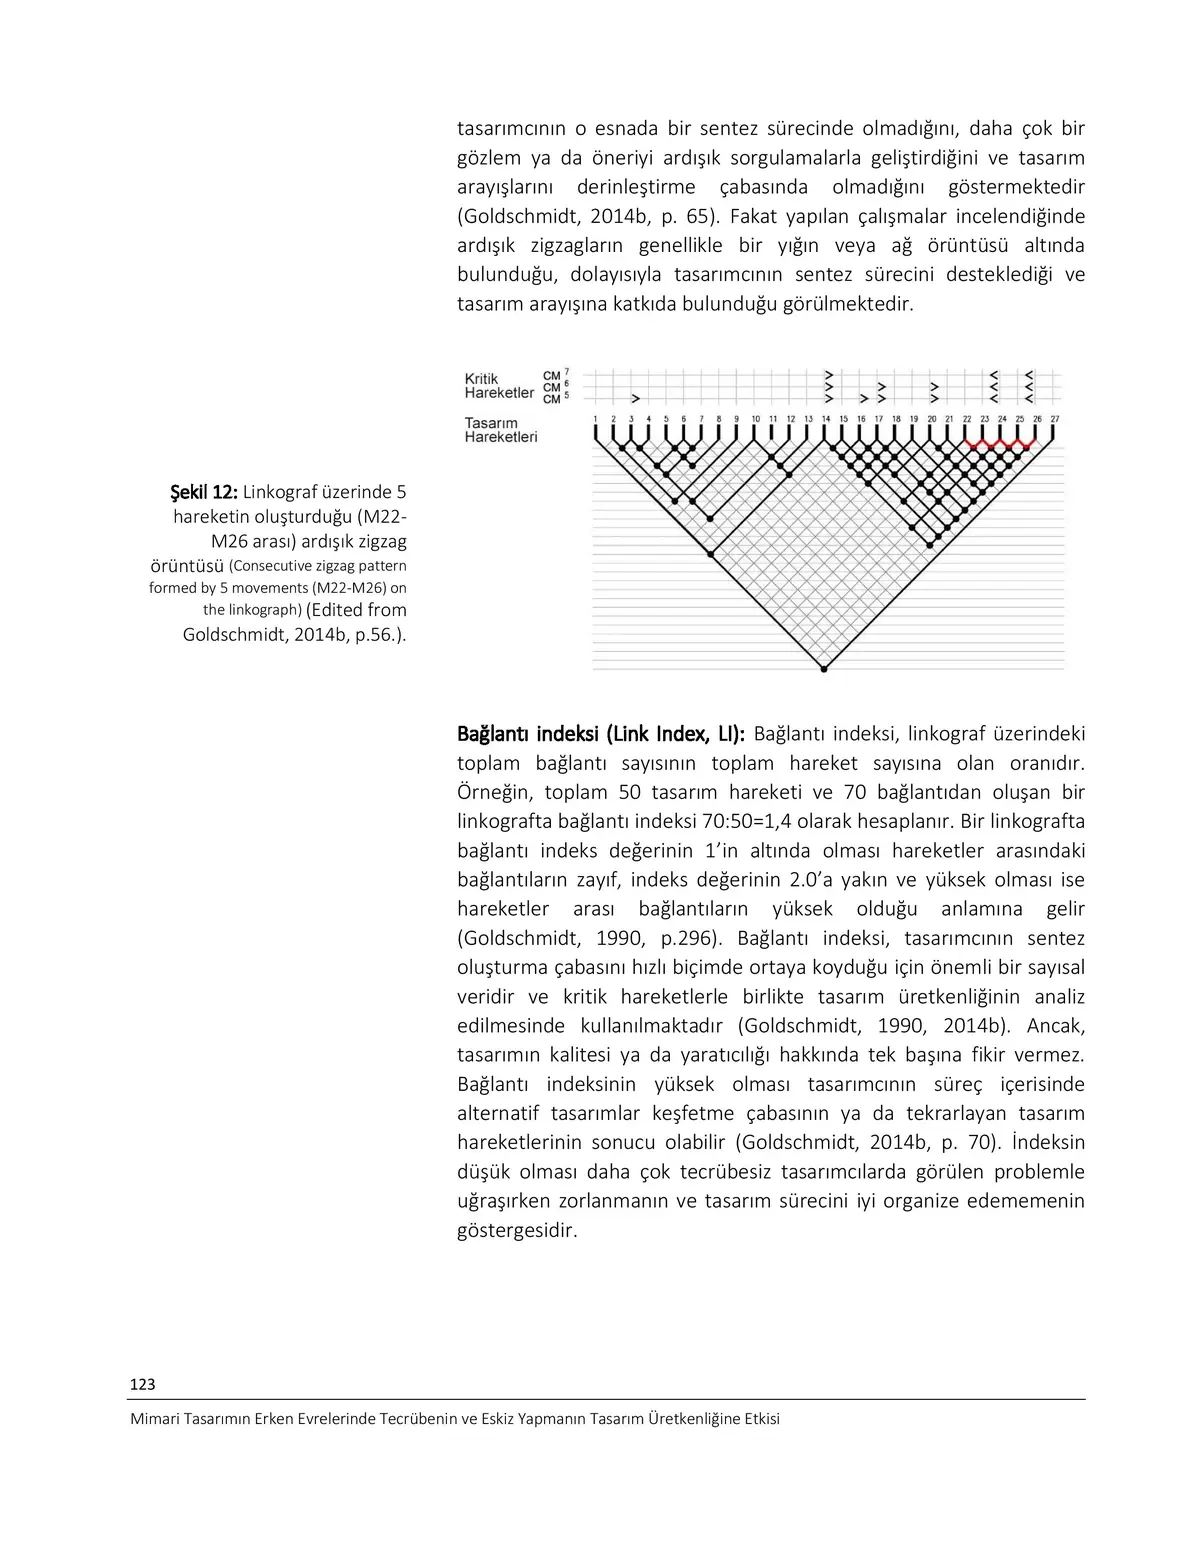 tasarımcının o esnada bir sentez sürecinde olmadığını, daha çok bir
gözlem ya da öneriyi ardışık sorgulamalarla geliştirdiğini ve tasarım
arayışlarını derinleştirme çabasında olmadığını göstermektedir
(Goldschmidt, 2014b, p. 65). Fakat yapılan çalışmalar incelendiğinde
ardışık zigzagların genellikle bir yığın veya ağ örüntüsü altında
bulunduğu, dolayısıyla tasarımcının sentez sürecini desteklediği ve
tasarım arayışına katkıda bulunduğu görülmektedir.
Kritik
Hareketler
CM 7
CM 6
CM 5
> < <
> > > < <
> > > > > < <
Tasarım
Hareketleri
1 2 3 4 5 6 7 8 9 10 11 12 13 14 15 16 17 18 19 20 21 22 23 24 25 26 27
Şekil 12: Linkograf üzerinde 5
hareketin oluşturduğu (M22-
M26 arası) ardışık zigzag
örüntüsü (Consecutive zigzag pattern
formed by 5 movements (M22-M26) on
the linkograph) (Edited from
Goldschmidt, 2014b, p.56.).
Bağlantı indeksi (Link Index, LI): Bağlantı indeksi, linkograf üzerindeki
toplam bağlantı sayısının toplam hareket sayısına olan oranıdır.
Örneğin, toplam 50 tasarım hareketi ve 70 bağlantıdan oluşan bir
linkografta bağlantı indeksi 70:50=1,4 olarak hesaplanır. Bir linkografta
bağlantı indeks değerinin 1’in altında olması hareketler arasındaki
bağlantıların zayıf, indeks değerinin 2.0’a yakın ve yüksek olması ise
hareketler arası bağlantıların yüksek olduğu anlamına gelir
(Goldschmidt, 1990, p.296). Bağlantı indeksi, tasarımcının sentez
oluşturma çabasını hızlı biçimde ortaya koyduğu için önemli bir sayısal
veridir ve kritik hareketlerle birlikte tasarım üretkenliğinin analiz
edilmesinde kullanılmaktadır (Goldschmidt, 1990, 2014b). Ancak,
tasarımın kalitesi ya da yaratıcılığı hakkında tek başına fikir vermez.
Bağlantı indeksinin yüksek olması tasarımcının süreç içerisinde
alternatif tasarımlar keşfetme çabasının ya da tekrarlayan tasarım
hareketlerinin sonucu olabilir (Goldschmidt, 2014b, p. 70). İndeksin
düşük olması daha çok tecrübesiz tasarımcılarda görülen problemle
uğraşırken zorlanmanın ve tasarım sürecini iyi organize edememenin
göstergesidir.
123
Mimari Tasarımın Erken Evrelerinde Tecrübenin ve Eskiz Yapmanın Tasarım Üretkenliğine Etkisi